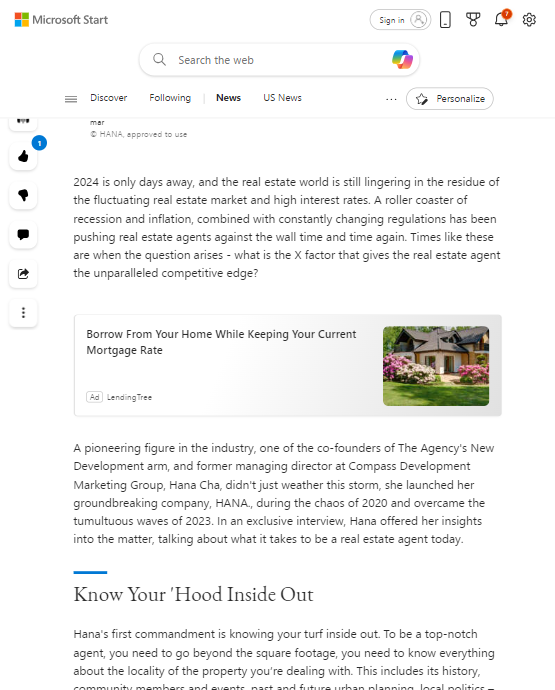 Microsoft Start
Sign in
7
Search the web
Discover Following News US News ... Personalize
mar
© HANA, approved to use
1
2024 is only days away, and the real estate world is still lingering in the residue of
the fluctuating real estate market and high interest rates. A roller coaster of
recession and inflation, combined with constantly changing regulations has been
pushing real estate agents against the wall time and time again. Times like these
are when the question arises - what is the X factor that gives the real estate agent
the unparalleled competitive edge?
Borrow From Your Home While Keeping Your Current
Mortgage Rate
Ad LendingTree
A pioneering figure in the industry, one of the co-founders of The Agency's New
Development arm, and former managing director at Compass Development
Marketing Group, Hana Cha, didn't just weather this storm, she launched her
groundbreaking company, HANA., during the chaos of 2020 and overcame the
tumultuous waves of 2023. In an exclusive interview, Hana offered her insights
into the matter, talking about what it takes to be a real estate agent today.
Know Your 'Hood Inside Out
Hana's first commandment is knowing your turf inside out. To be a top-notch
agent, you need to go beyond the square footage, you need to know everything
about the locality of the property you're dealing with. This includes its history,
community members and events, past and future urban planning, local politics –